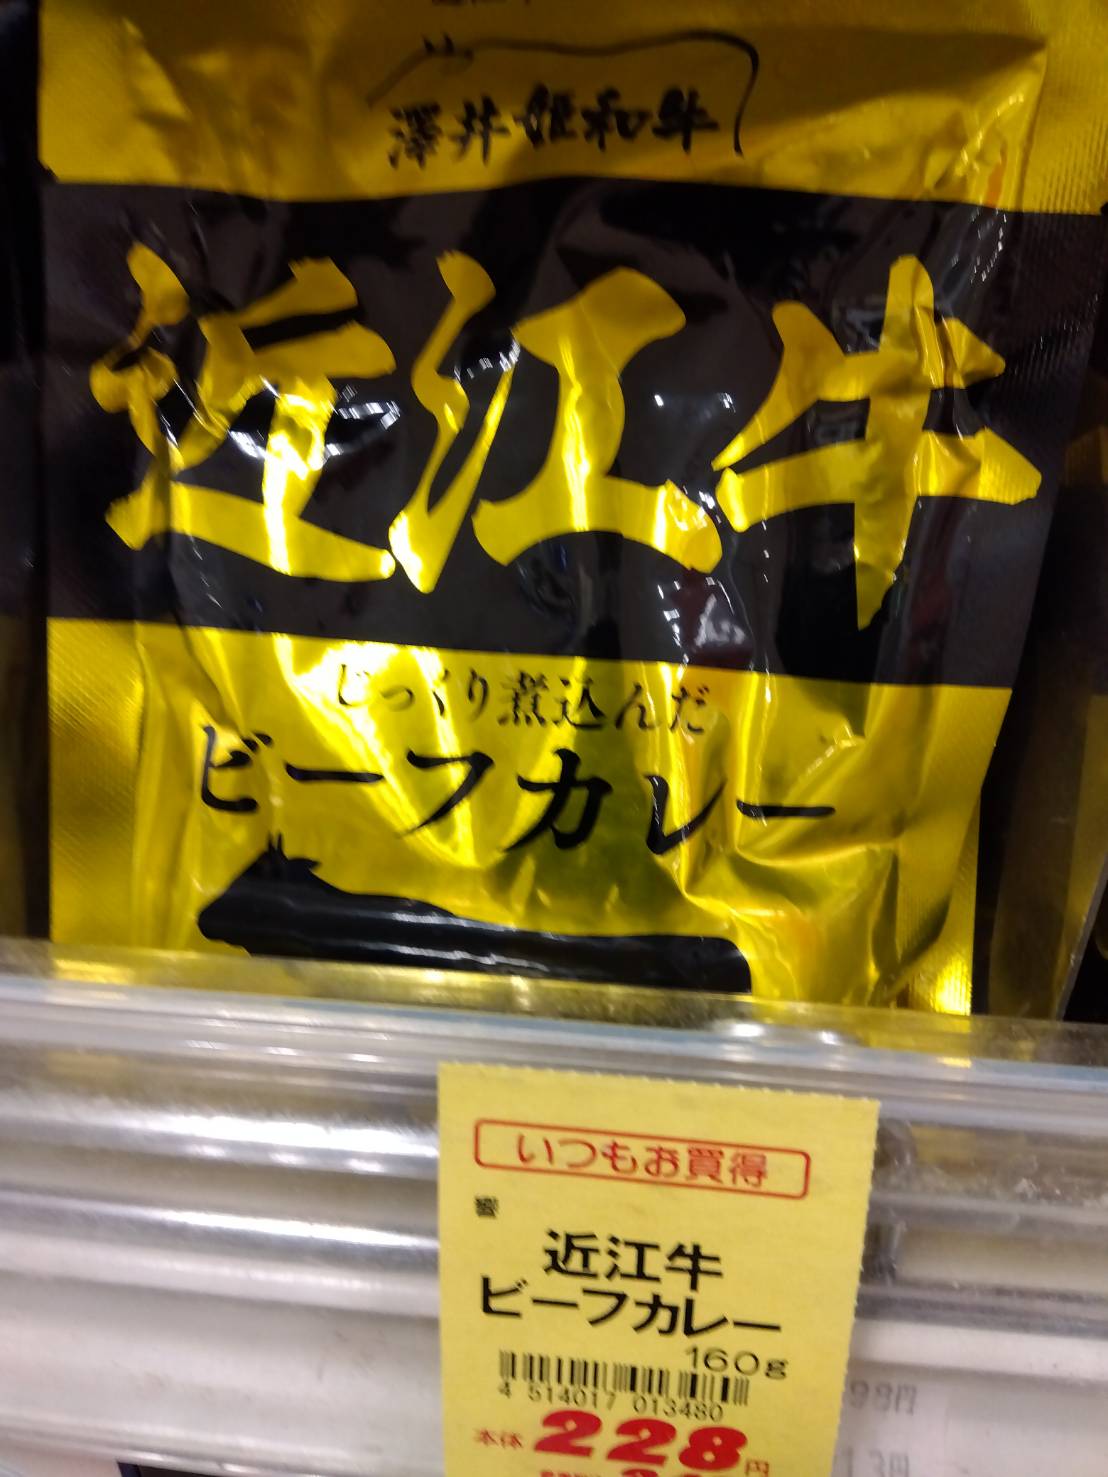 澤井姫和牛
近江牛
じっくり煮込んだ
ビーフカレー
いつもお買得
響
近江牛
ビーフカレー
160g
4 514017 013480
本体 228円